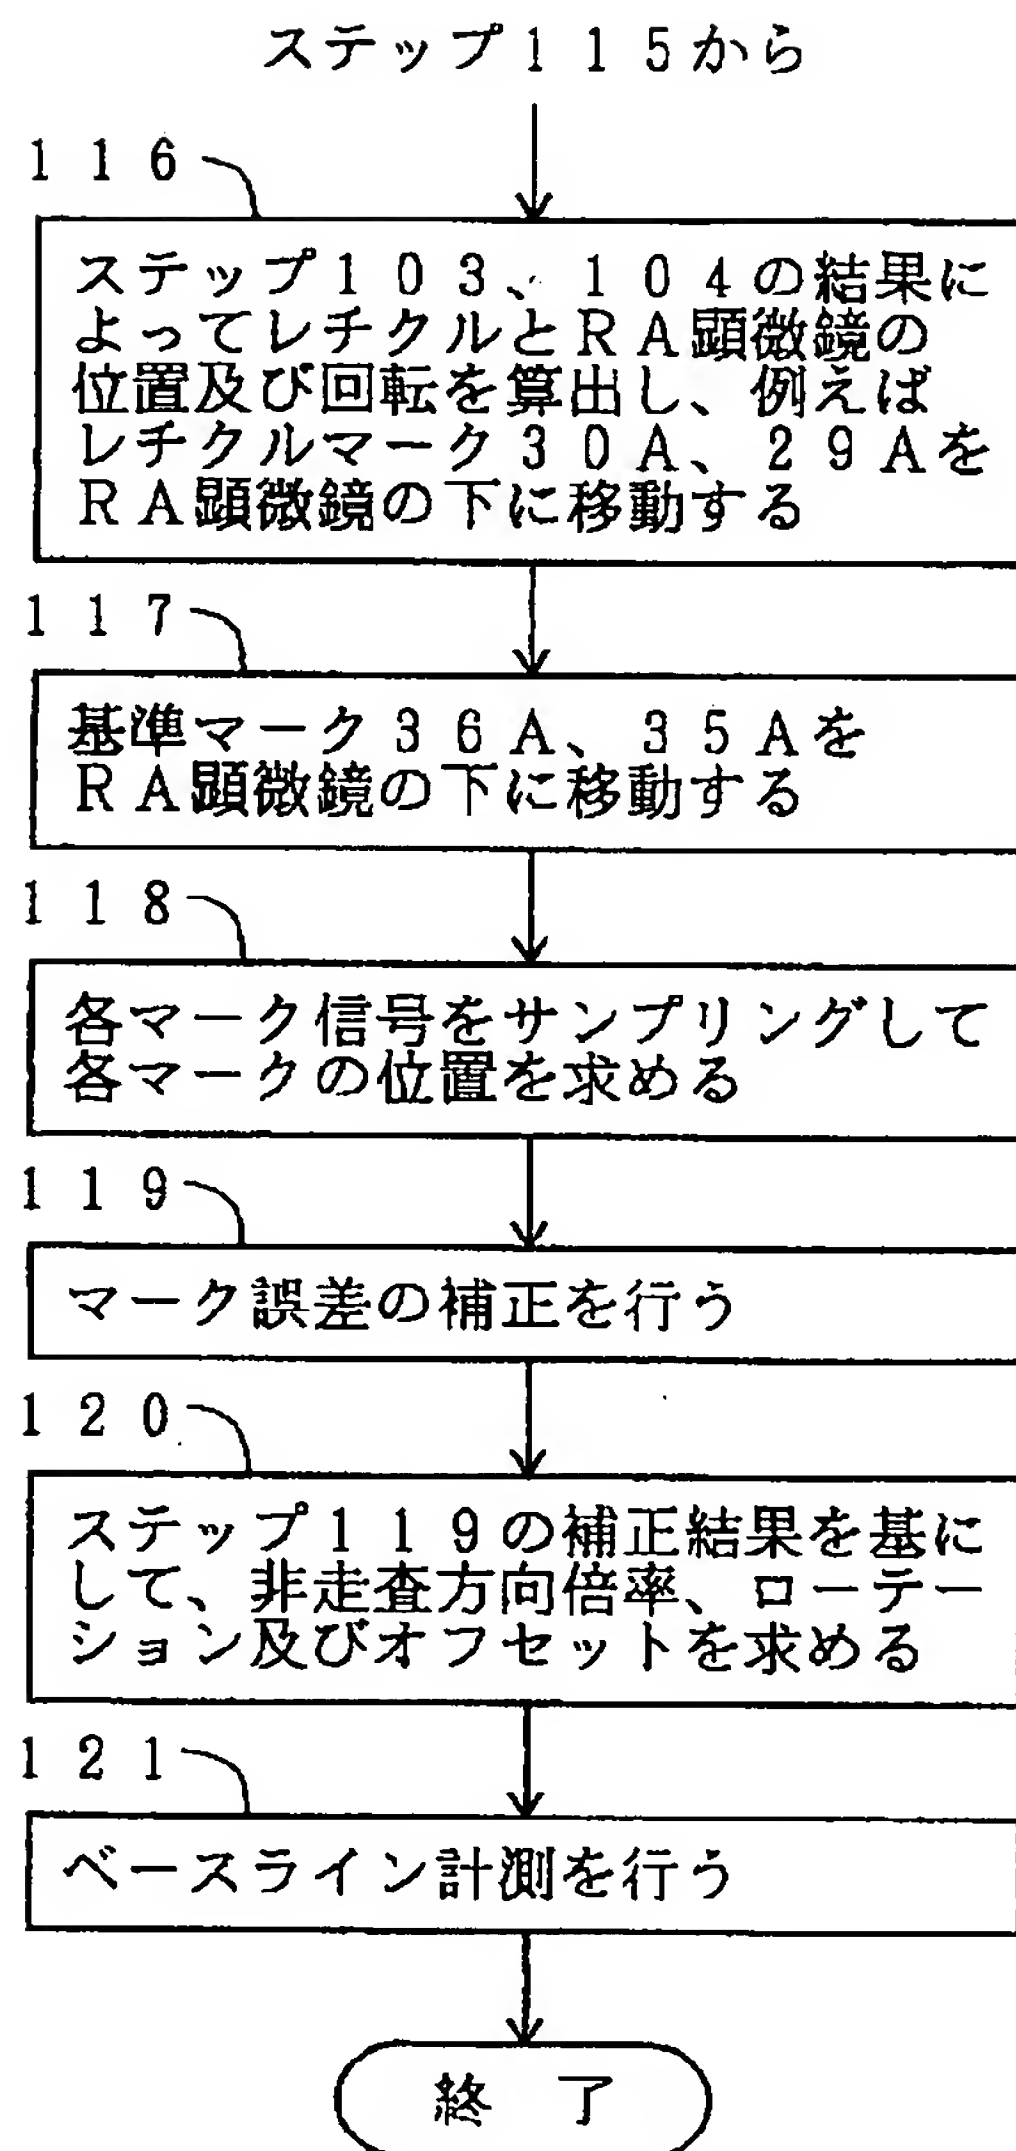 ステップ115から
116
ステップ103、104の結果に
よってレチクルとRA顕微鏡の
位置及び回転を算出し、例えば
レチクルマーク30A、29Aを
RA顕微鏡の下に移動する
117
基準マーク36A、35Aを
RA顕微鏡の下に移動する
118
各マーク信号をサンプリングして
各マークの位置を求める
119
マーク誤差の補正を行う
120
ステップ119の補正結果を基に
して、非走査方向倍率、ローテー
ション及びオフセットを求める
121
ベースライン計測を行う
終 了